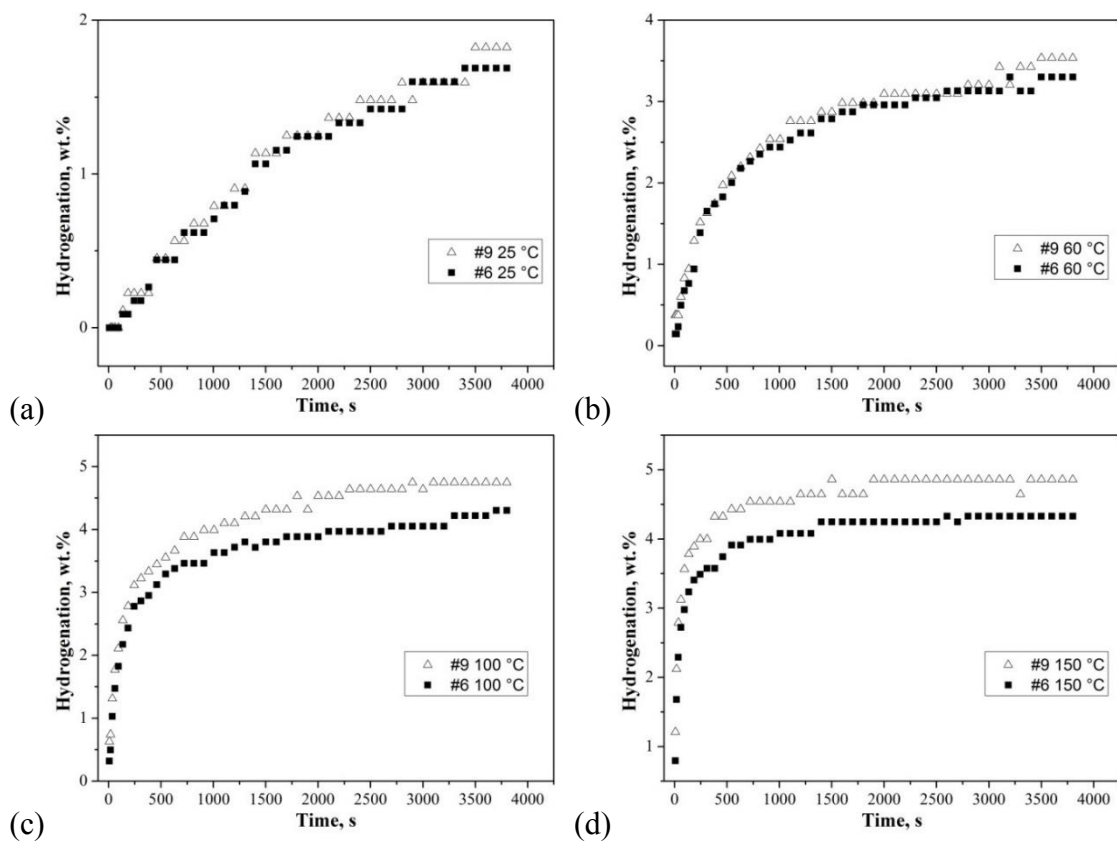 2
1
0
Hydrogenation, wt.%
#9 25 °C
#6 25 °C
0 500 1000 1500 2000 2500 3000 3500 4000
Time, s
(a)
4
3
2
1
0
Hydrogenation, wt.%
#9 60 °C
#6 60 °C
0 500 1000 1500 2000 2500 3000 3500 4000
Time, s
(b)
5
4
3
2
1
0
Hydrogenation, wt.%
#9 100 °C
#6 100 °C
0 500 1000 1500 2000 2500 3000 3500 4000
Time, s
(c)
5
4
3
2
1
Hydrogenation, wt.%
#9 150 °C
#6 150 °C
0 500 1000 1500 2000 2500 3000 3500 4000
Time, s
(d)